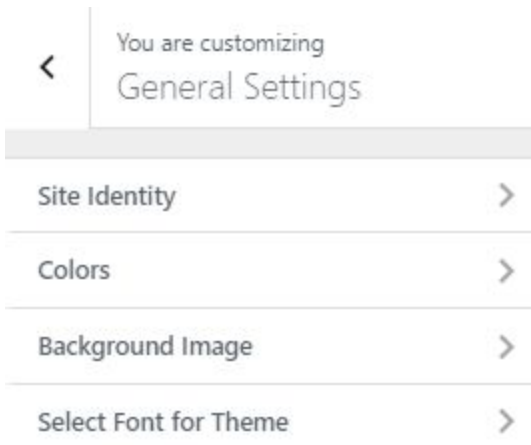 You are customizing
General Settings
Site Identity
Colors
Background Image
Select Font for Theme